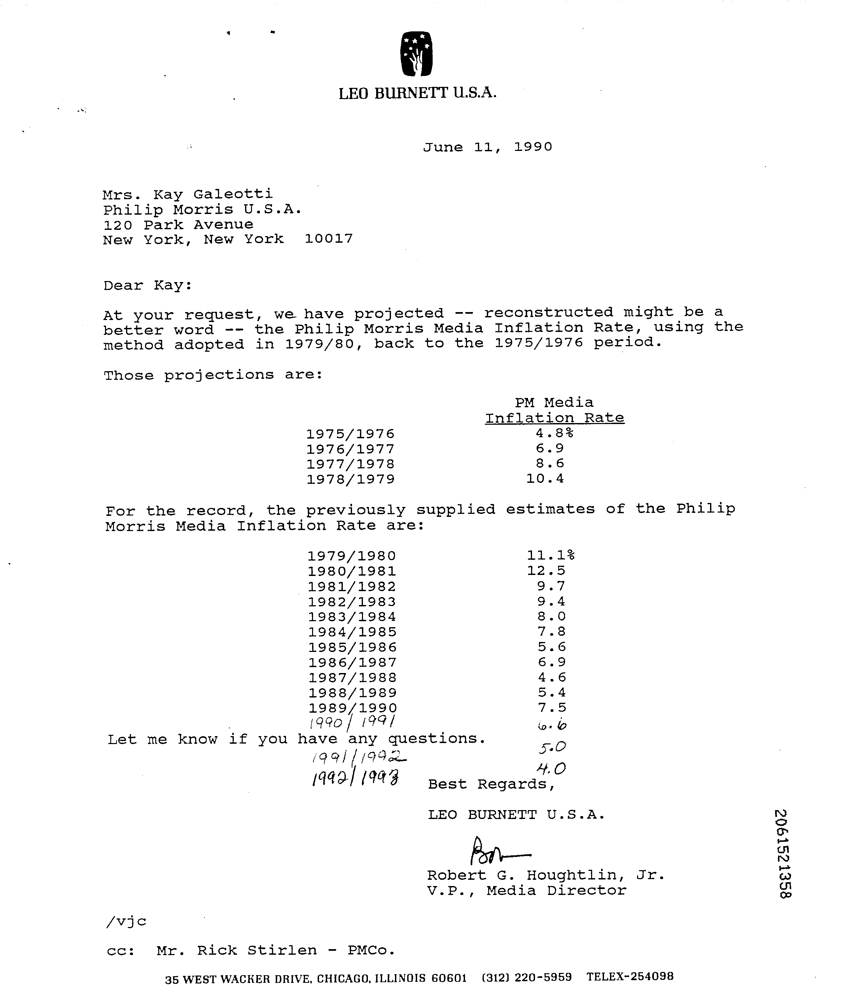 LEO BURNETT U.S.A.
June 11, 1990
Mrs. Kay Galeotti
Philip Morris U.S.A.
120 Park Avenue
New York, New York 10017
Dear Kay:
At your request, we have projected -- reconstructed might be a
better word -- the Philip Morris Media Inflation Rate, using the
method adopted in 1979/80, back to the 1975/1976 period.
Those projections are:
PM Media
Inflation Rate
1975/1976 4.8%
1976/1977 6.9
1977/1978 8.6
1978/1979 10.4
For the record, the previously supplied estimates of the Philip
Morris Media Inflation Rate are:
1979/1980 11.1%
1980/1981 12.5
1981/1982 9.7
1982/1983 9.4
1983/1984 8.0
1984/1985 7.8
1985/1986 5.6
1986/1987 6.9
1987/1988 4.6
1988/1989 5.4
1989/1990 7.5
1990/1991 6.6
Let me know if you have any questions.
1991/1992 5.0
1992/1993 4.0
Best Regards,
LEO BURNETT U.S.A.
Bob
Robert G. Houghtlin, Jr.
V.P., Media Director
/vjc
cc: Mr. Rick Stirlen - PMCo.
35 WEST WACKER DRIVE, CHICAGO, ILLINOIS 60601 (312) 220-5959 TELEX-254098
2061521358